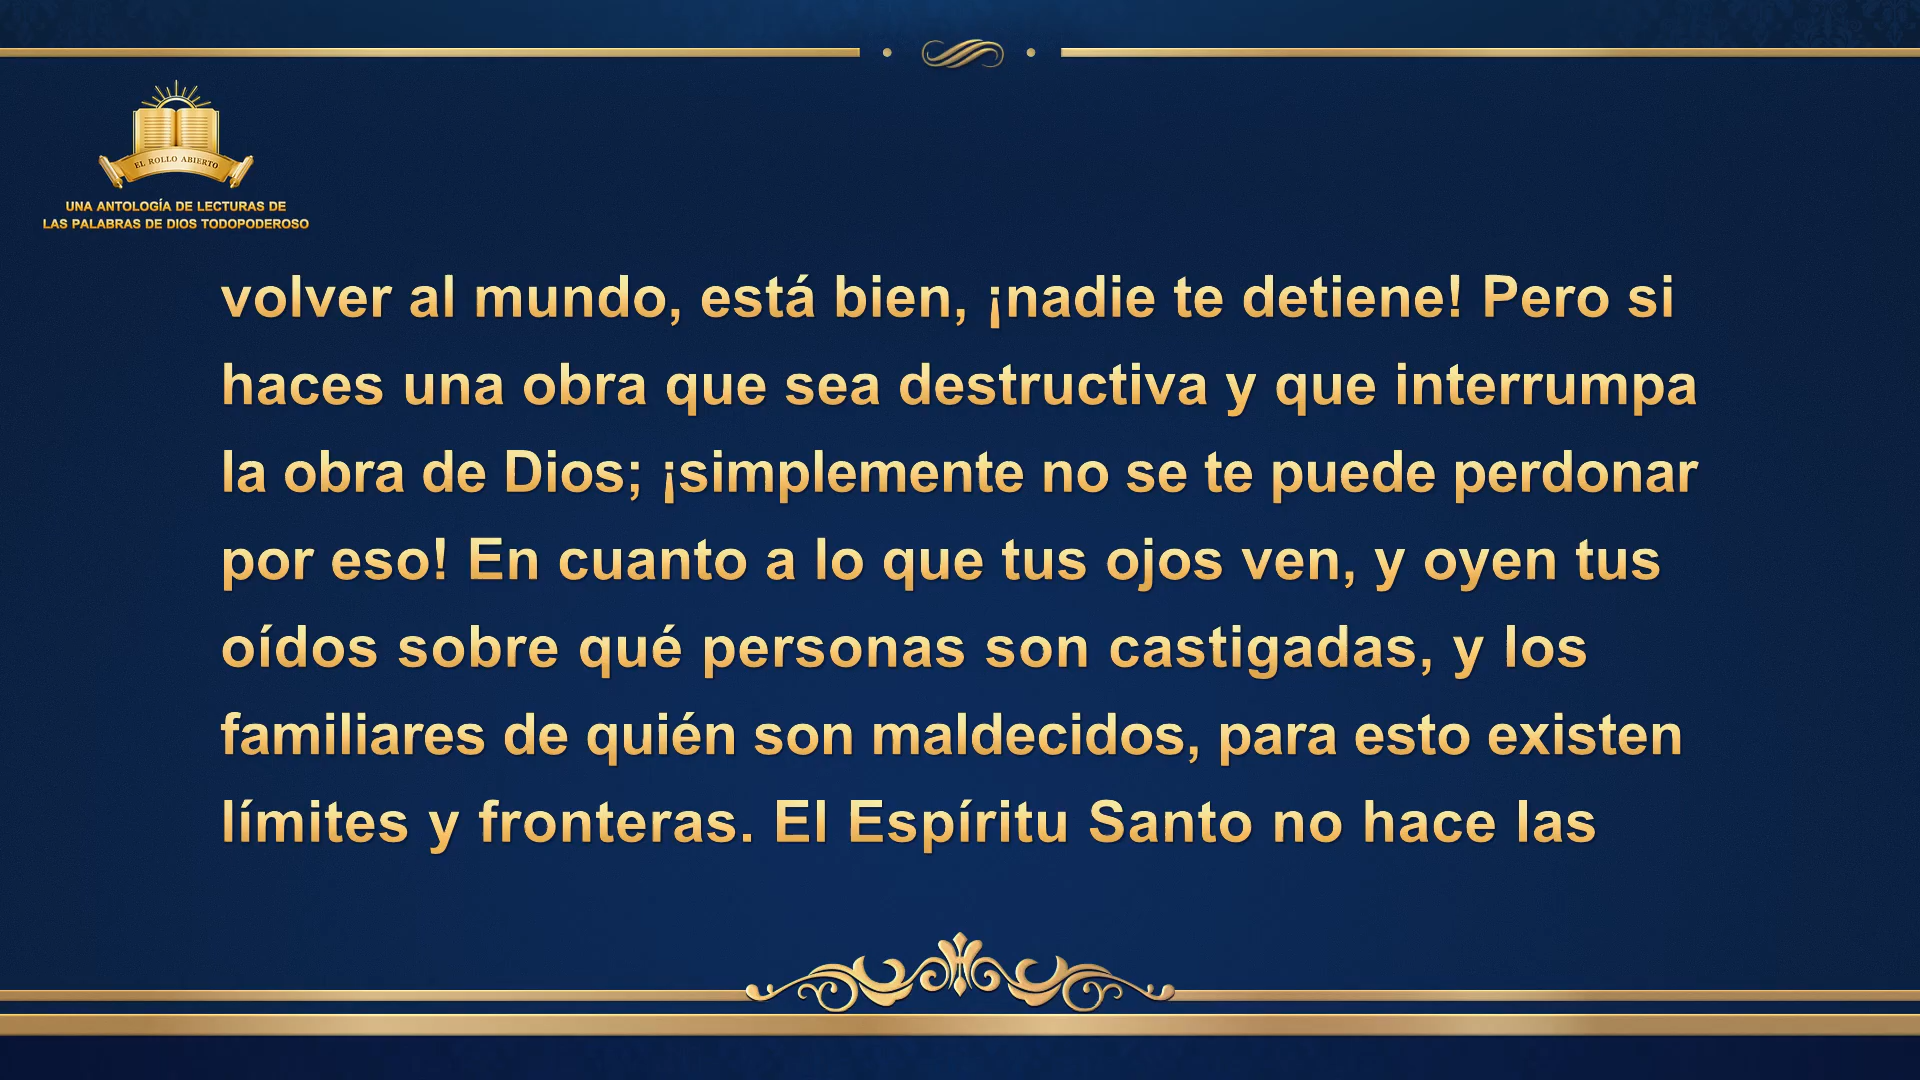 EL ROLLO ABIERTO
UNA ANTOLOGÍA DE LECTURAS DE
LAS PALABRAS DE DIOS TODOPODEROSO
volver al mundo, está bien, ¡nadie te detiene! Pero si
haces una obra que sea destructiva y que interrumpa
la obra de Dios; ¡simplemente no se te puede perdonar
por eso! En cuanto a lo que tus ojos ven, y oyen tus
oídos sobre qué personas son castigadas, y los
familiares de quién son maldecidos, para esto existen
límites y fronteras. El Espíritu Santo no hace las